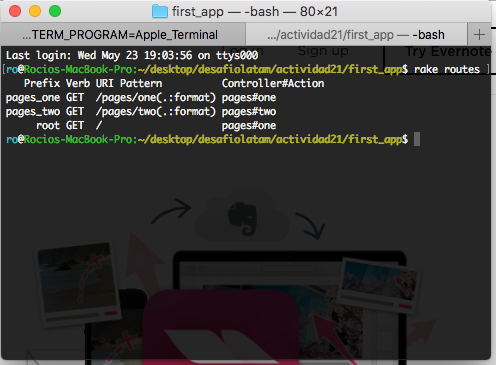 first_app — -bash — 80×21
...TERM_PROGRAM=Apple_Terminal
.../actividad21/first_app — -bash
+
Sign up
Try Evernote
Last login: Wed May 23 19:03:56 on ttys000
[ro@Rocios-MacBook-Pro:~/desktop/desafiolatam/actividad21/first_app$ rake routes ]
Prefix Verb URI Pattern Controller#Action
pages_one GET /pages/one(.:format) pages#one
pages_two GET /pages/two(.:format) pages#two
root GET / pages#one
ro@Rocios-MacBook-Pro:~/desktop/desafiolatam/actividad21/first_app$